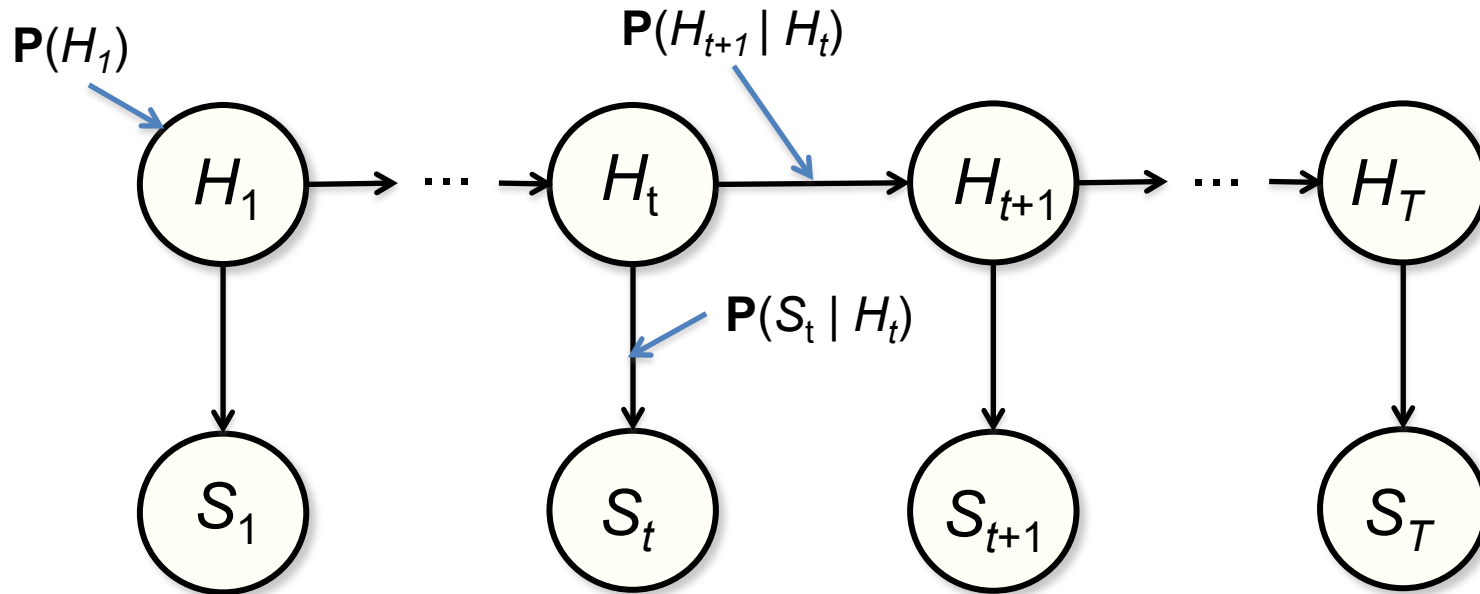 P(H1)
P(Ht+1 | Ht)
H1 ... Ht Ht+1 ... HT
P(St | Ht)
S1 St St+1 ST